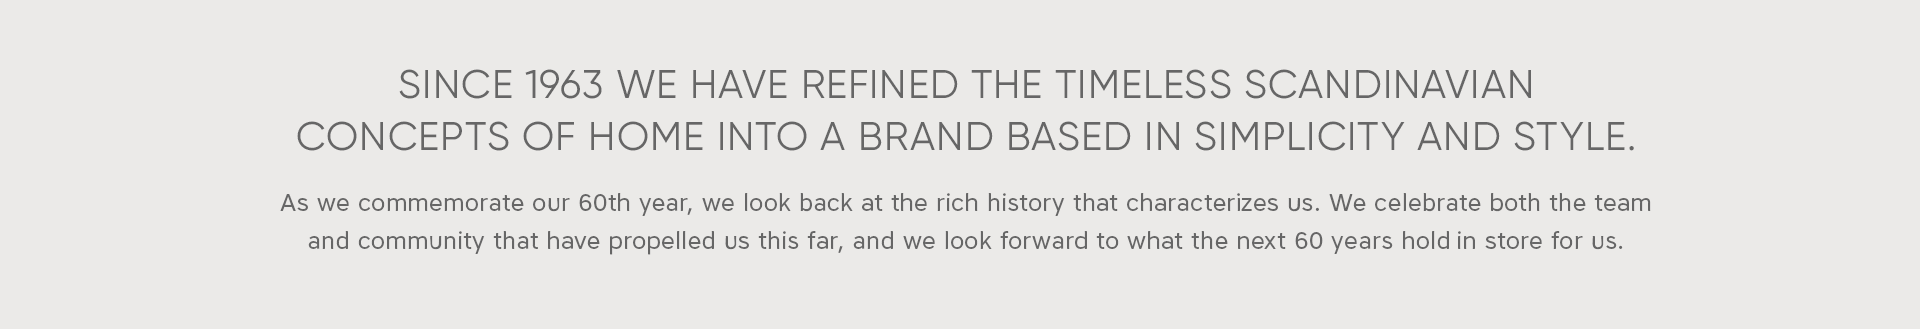 SINCE 1963 WE HAVE REFINED THE TIMELESS SCANDINAVIAN
CONCEPTS OF HOME INTO A BRAND BASED IN SIMPLICITY AND STYLE.
As we commemorate our 60th year, we look back at the rich history that characterizes us. We celebrate both the team
and community that have propelled us this far, and we look forward to what the next 60 years hold in store for us.